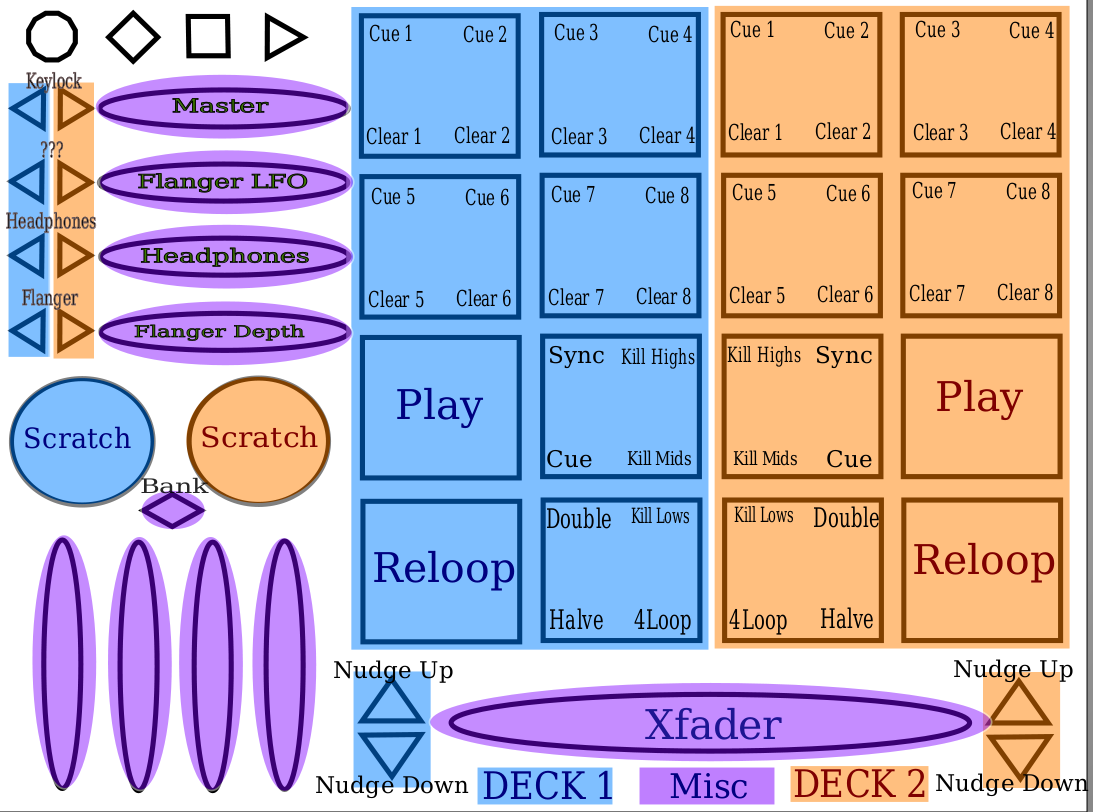 Keylock
Master
???
Flanger LFO
Headphones
Headphones
Flanger
Flanger Depth
Scratch
Scratch
Bank
Cue 1 Cue 2 Cue 3 Cue 4
Clear 1 Clear 2 Clear 3 Clear 4
Cue 5 Cue 6 Cue 7 Cue 8
Clear 5 Clear 6 Clear 7 Clear 8
Play
Sync Kill Highs
Cue Kill Mids
Reloop
Double Kill Lows
Halve 4Loop
Cue 1 Cue 2 Cue 3 Cue 4
Clear 1 Clear 2 Clear 3 Clear 4
Cue 5 Cue 6 Cue 7 Cue 8
Clear 5 Clear 6 Clear 7 Clear 8
Kill Highs Sync
Kill Mids Cue
Play
Kill Lows Double
4Loop Halve
Reloop
Nudge Up
Nudge Down
Xfader
Nudge Up
Nudge Down
DECK 1
Misc
DECK 2